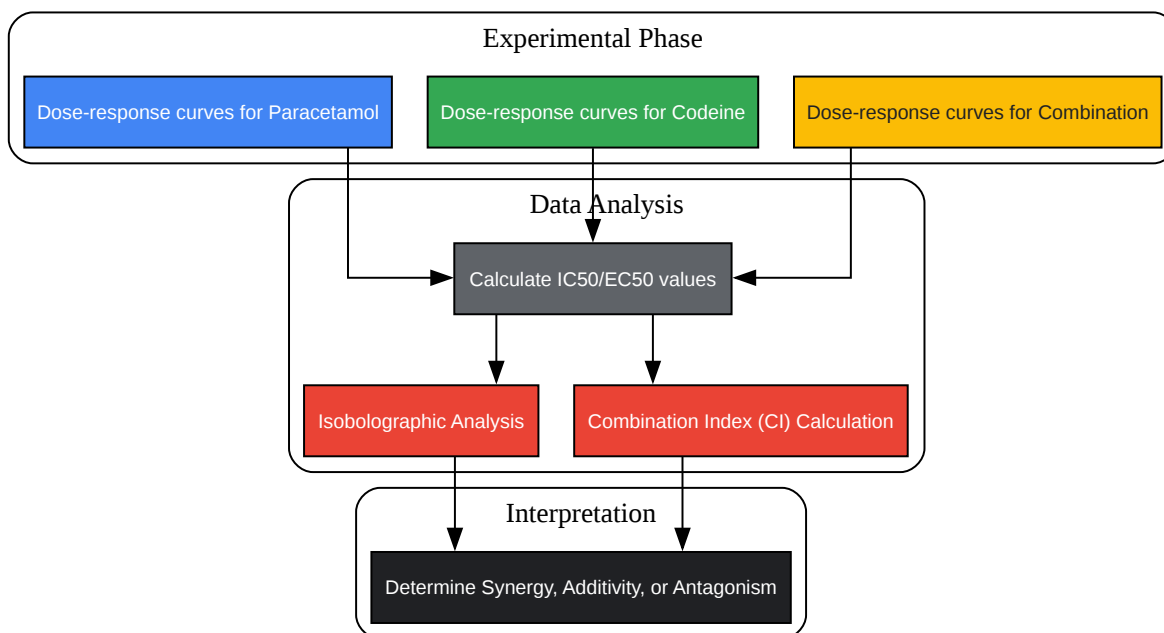 Experimental Phase
Dose-response curves for Paracetamol
Dose-response curves for Codeine
Dose-response curves for Combination
Data Analysis
Calculate IC50/EC50 values
Isobolographic Analysis
Combination Index (CI) Calculation
Interpretation
Determine Synergy, Additivity, or Antagonism